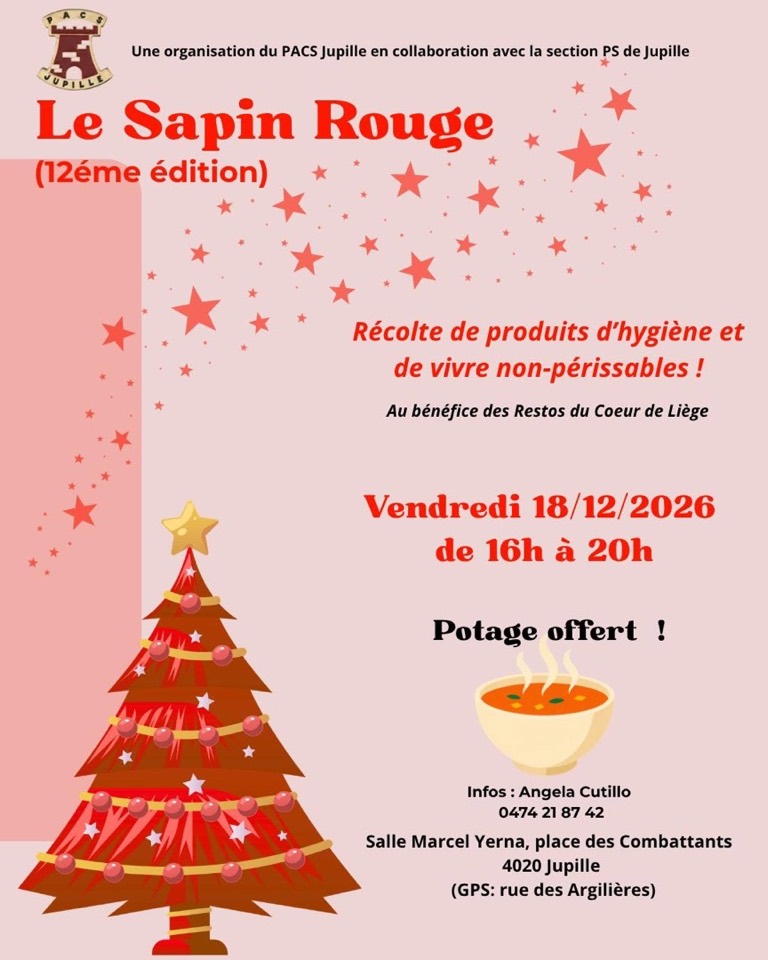 PACS
JUPILLE
Une organisation du PACS Jupille en collaboration avec la section PS de Jupille
Le Sapin Rouge
(12éme édition)
Récolte de produits d’hygiène et
de vivre non-périssables !
Au bénéfice des Restos du Coeur de Liège
Vendredi 18/12/2026
de 16h à 20h
Potage offert !
Infos : Angela Cutillo
0474 21 87 42
Salle Marcel Yerna, place des Combattants
4020 Jupille
(GPS: rue des Argilières)